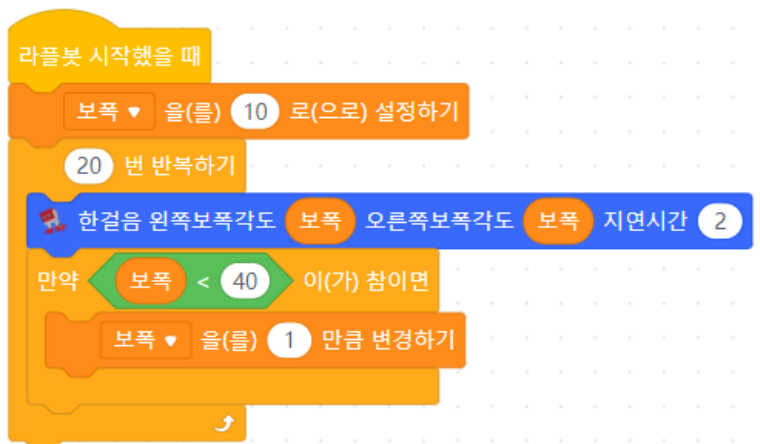 라플봇 시작했을 때
보폭 ▼ 을(를) 10 로(으로) 설정하기
20 번 반복하기
한걸음 왼쪽보폭각도 보폭 오른쪽보폭각도 보폭 지연시간 2
만약 보폭 < 40 이(가) 참이면
보폭 ▼ 을(를) 1 만큼 변경하기